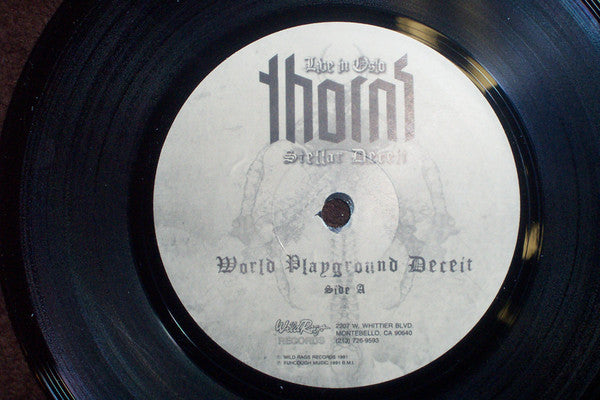 Live in Oslo
thorns
Stellar Deceit
World Playground Deceit
Side A
Wild Rags
RECORDS
2207 W. WHITTIER BLVD.
MONTEBELLO, CA 90640
(213) 726-9593
© WILD RAGS RECORDS 1991
℗ FUHCOUGH MUSIC 1991 B.M.I.